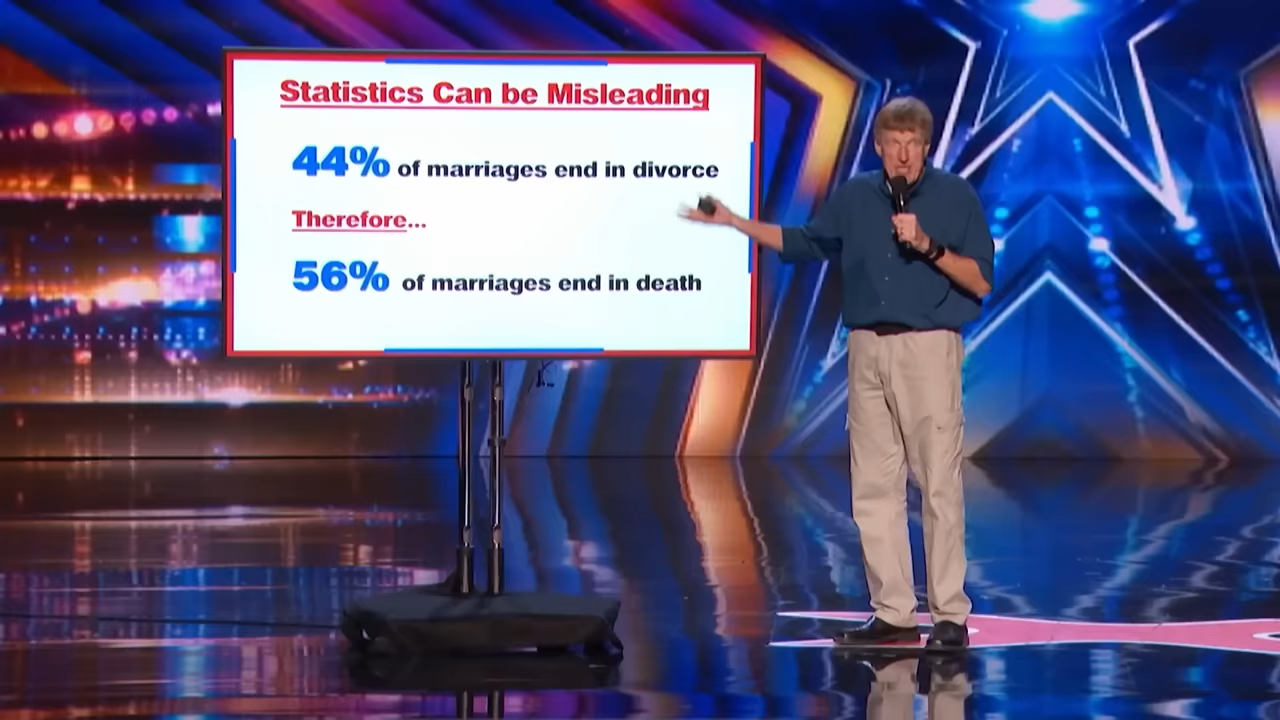 Statistics Can be Misleading
44% of marriages end in divorce
Therefore...
56% of marriages end in death